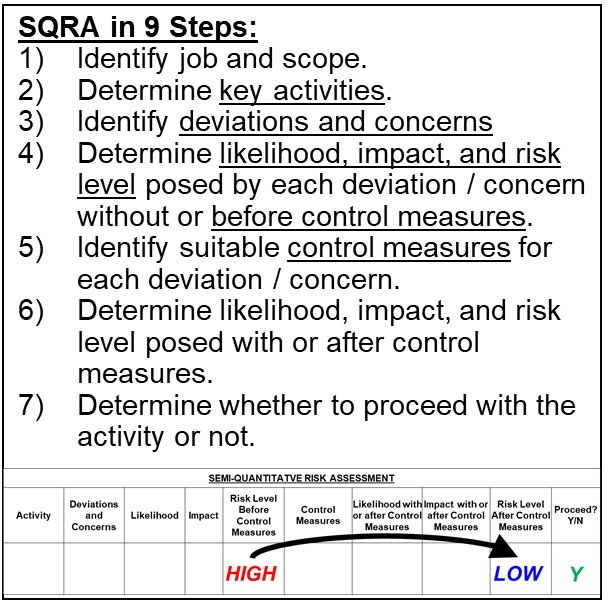 SQRA in 9 Steps:
1) Identify job and scope.
2) Determine key activities.
3) Identify deviations and concerns
4) Determine likelihood, impact, and risk
level posed by each deviation / concern
without or before control measures.
5) Identify suitable control measures for
each deviation / concern.
6) Determine likelihood, impact, and risk
level posed with or after control
measures.
7) Determine whether to proceed with the
activity or not.
SEMI-QUANTITATVE RISK ASSESSMENT
Activity
Deviations
and
Concerns
Likelihood
Impact
Risk Level
Before
Control
Measures
Control
Measures
Likelihood with
or after Control
Measures
Impact with or
after Control
Measures
Risk Level
After Control
Measures
Proceed?
Y/N
HIGH
LOW
Y